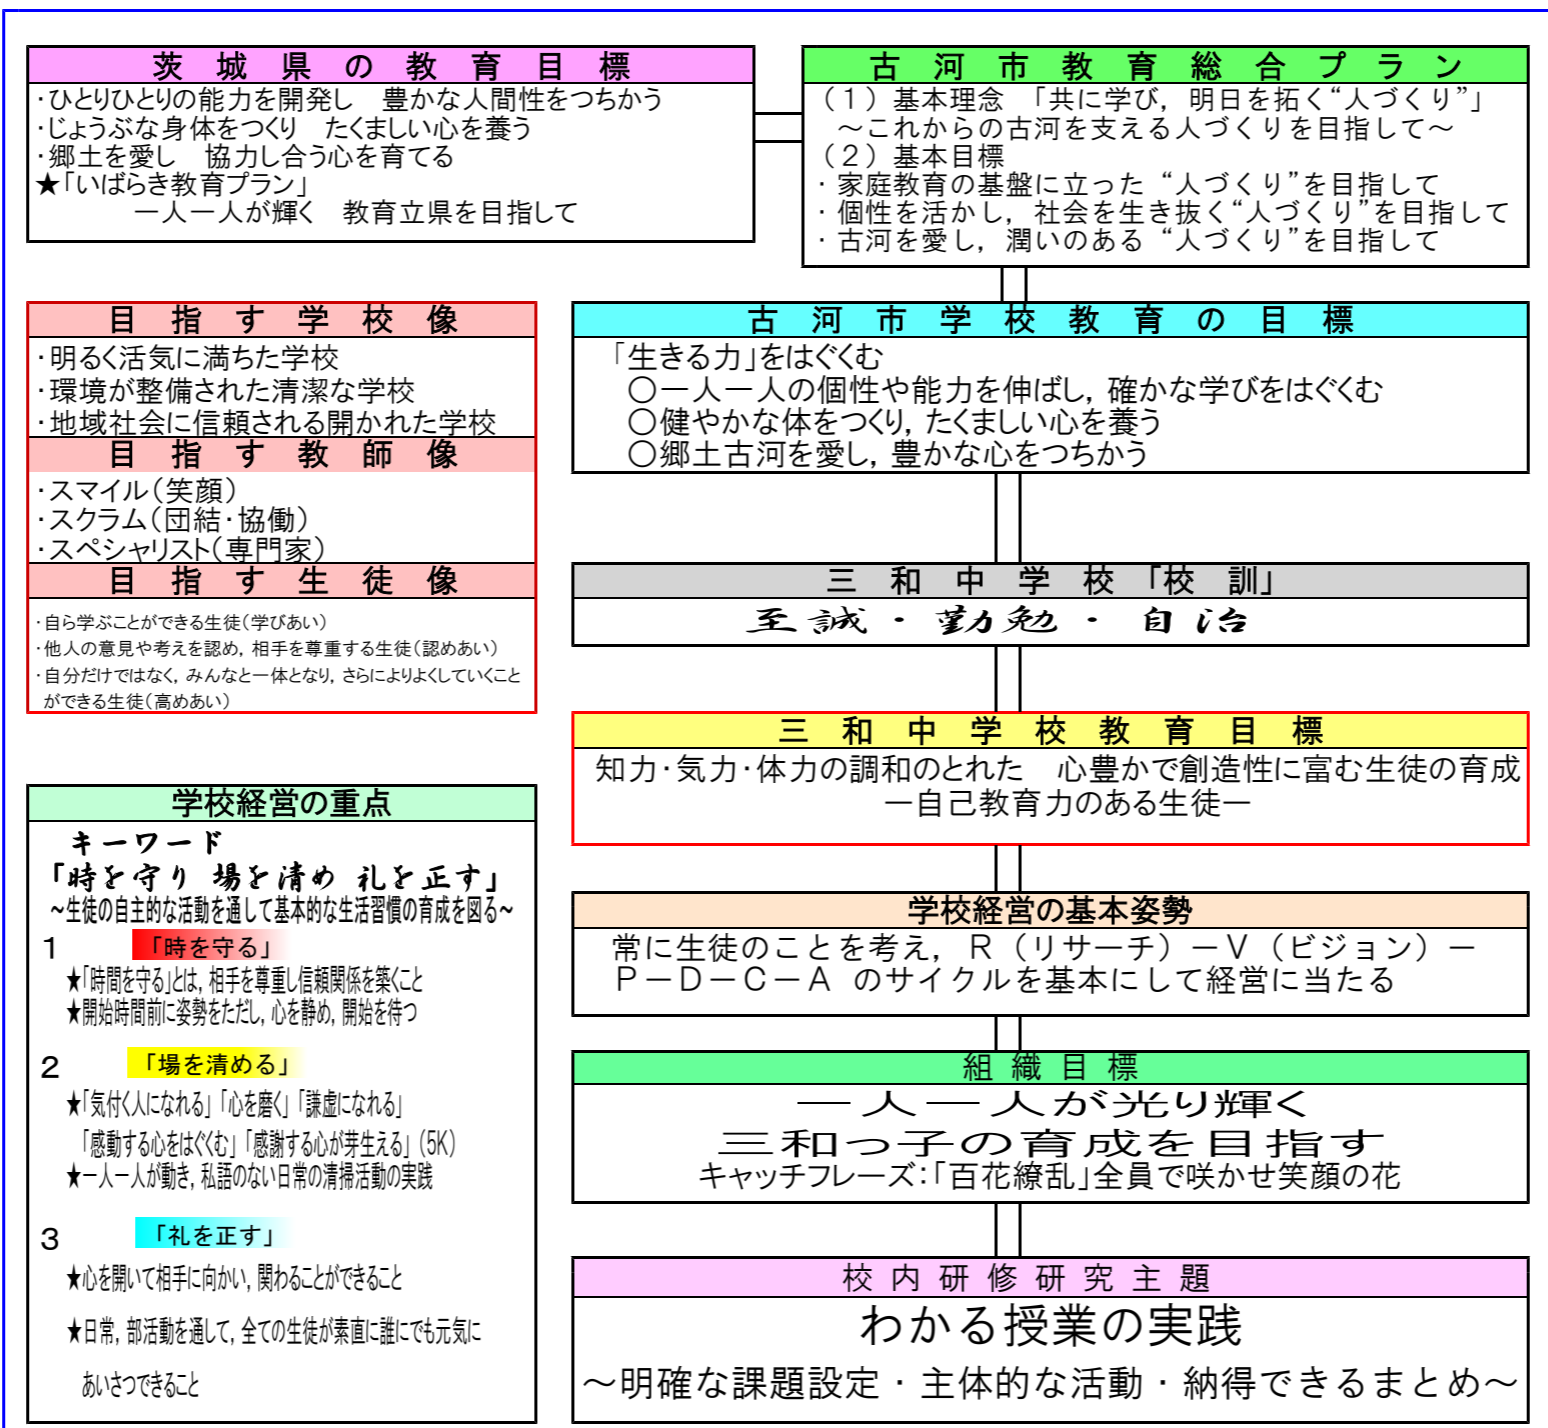 茨城県の教育目標
・ひとりひとりの能力を開発し　豊かな人間性をつちかう
・じょうぶな身体をつくり　たくましい心を養う
・郷土を愛し　協力し合う心を育てる
★「いばらき教育プラン」
一人一人が輝く　教育立県を目指して
古河市教育総合プラン
（１）基本理念　「共に学び，明日を拓く“人づくり”」
～これからの古河を支える人づくりを目指して～
（２）基本目標
・家庭教育の基盤に立った “人づくり”を目指して
・個性を活かし，社会を生き抜く“人づくり”を目指して
・古河を愛し，潤いのある “人づくり”を目指して
目指す学校像
・明るく活気に満ちた学校
・環境が整備された清潔な学校
・地域社会に信頼される開かれた学校
目指す教師像
・スマイル（笑顔）
・スクラム（団結・協働）
・スペシャリスト（専門家）
目指す生徒像
・自ら学ぶことができる生徒（学びあい）
・他人の意見や考えを認め，相手を尊重する生徒（認めあい）
・自分だけではなく，みんなと一体となり，さらによりよくしていくこと
ができる生徒（高めあい）
古河市学校教育の目標
「生きる力」をはぐくむ
○一人一人の個性や能力を伸ばし，確かな学びをはぐくむ
○健やかな体をつくり，たくましい心を養う
○郷土古河を愛し，豊かな心をつちかう
三和中学校「校訓」
至誠・勤勉・自治
三和中学校教育目標
知力・気力・体力の調和のとれた　心豊かで創造性に富む生徒の育成
―自己教育力のある生徒―
学校経営の重点
キーワード
「時を守り 場を清め 礼を正す」
～生徒の自主的な活動を通して基本的な生活習慣の育成を図る～
1 「時を守る」
★「時間を守る」とは，相手を尊重し信頼関係を築くこと
★開始時間前に姿勢をただし，心を静め，開始を待つ
2 「場を清める」
★「気付く人になれる」「心を磨く」「謙虚になれる」
「感動する心をはぐくむ」「感謝する心が芽生える」（5K）
★一人一人が動き，私語のない日常の清掃活動の実践
3 「礼を正す」
★心を開いて相手に向かい，関わることができること
★日常，部活動を通して，全ての生徒が素直に誰にでも元気に
あいさつできること
学校経営の基本姿勢
常に生徒のことを考え，Ｒ（リサーチ）－Ｖ（ビジョン）－
Ｐ－Ｄ－Ｃ－Ａ のサイクルを基本にして経営に当たる
組織目標
一人一人が光り輝く
三和っ子の育成を目指す
キャッチフレーズ：「百花繚乱」全員で咲かせ笑顔の花
校内研修研究主題
わかる授業の実践
～明確な課題設定・主体的な活動・納得できるまとめ～